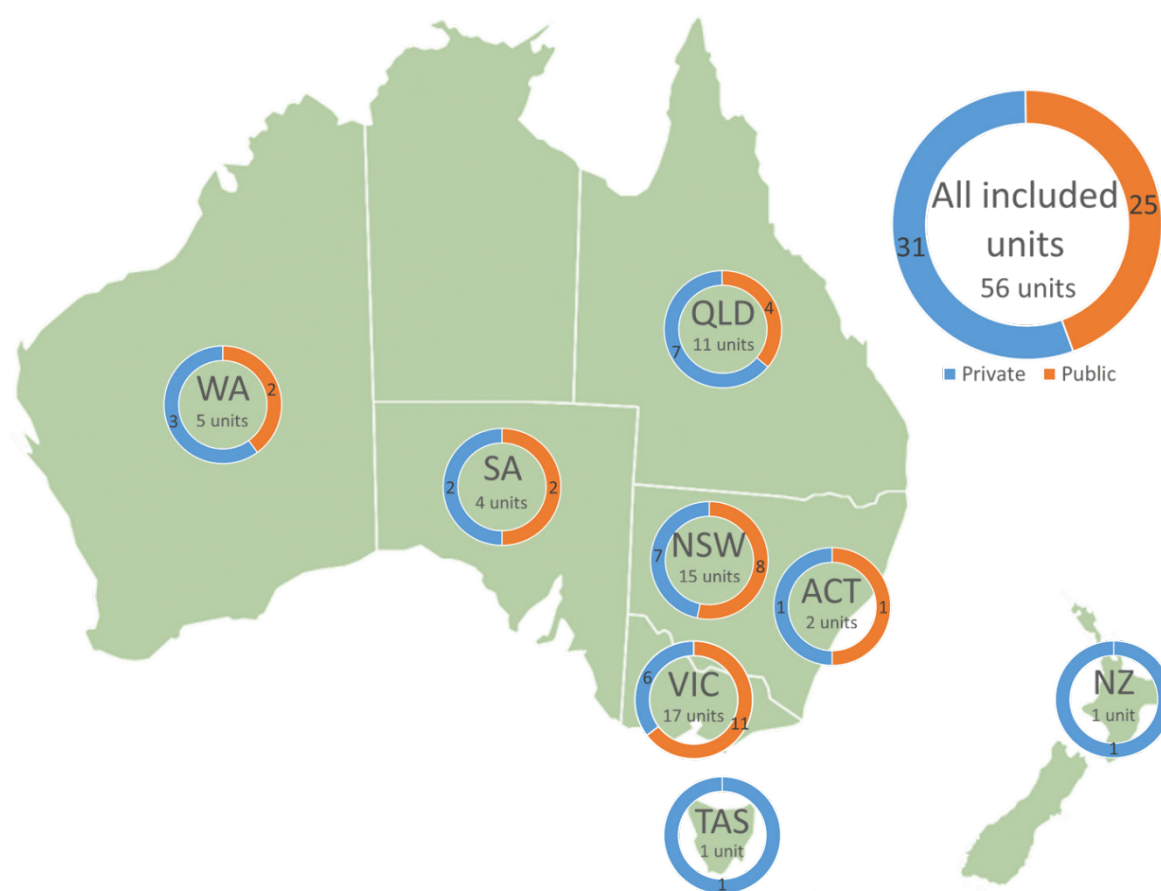 All included
units
56 units
31
25
Private Public
QLD
11 units
7
4
WA
5 units
3
2
SA
4 units
2
2
NSW
15 units
7
8
ACT
2 units
1
1
VIC
17 units
6
11
NZ
1 unit
1
TAS
1 unit
1